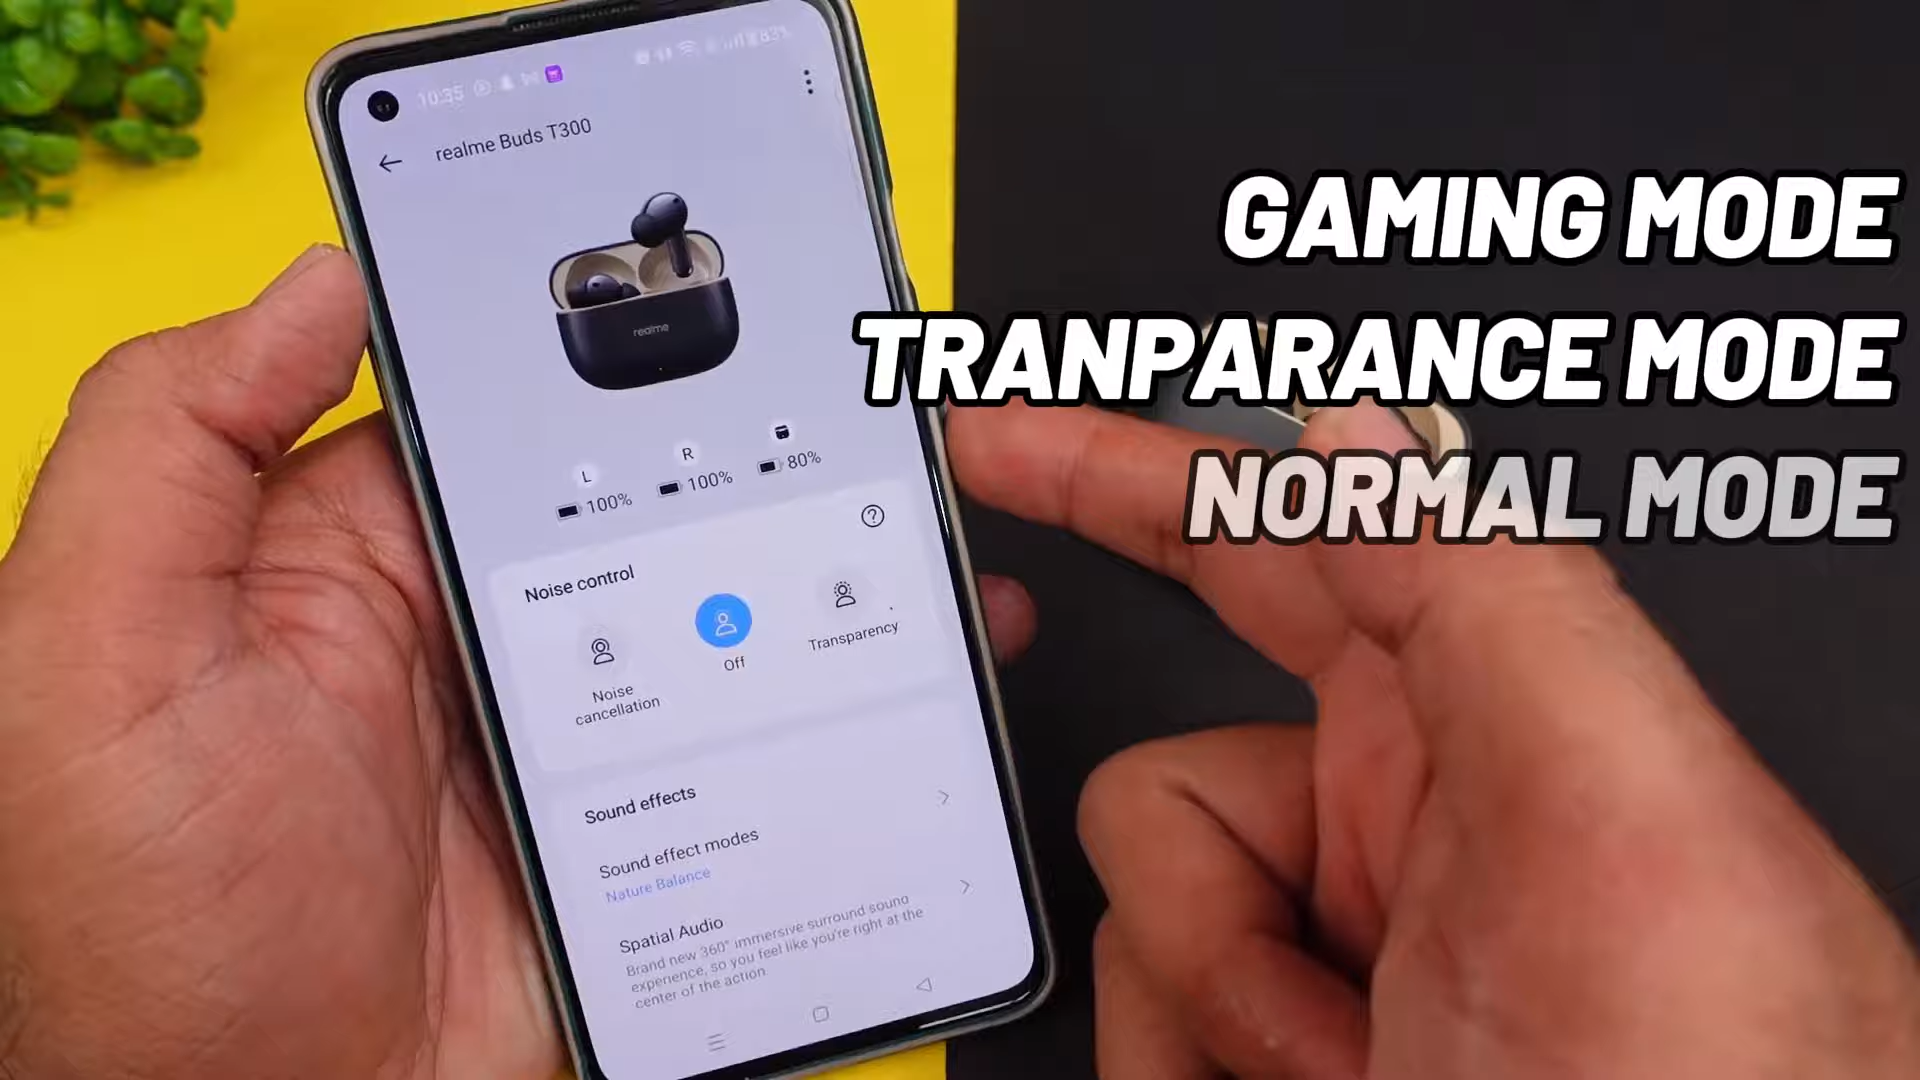 10:35
83%
realme Buds T300
realme
L
R
100%
100%
80%
Noise control
Noise cancellation
Off
Transparency
Sound effects
Sound effect modes
Nature Balance
Spatial Audio
Brand new 360° immersive surround sound
experience, so you feel like you're right at the
center of the action
GAMING MODE
TRANPARANCE MODE
NORMAL MODE